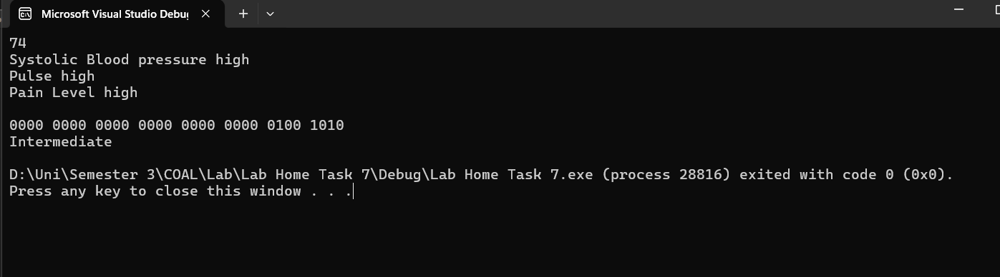 Microsoft Visual Studio Debug
74
Systolic Blood pressure high
Pulse high
Pain Level high
0000 0000 0000 0000 0000 0000 0100 1010
Intermediate
D:\Uni\Semester 3\COAL\Lab\Lab Home Task 7\Debug\Lab Home Task 7.exe (process 28816) exited with code 0 (0x0).
Press any key to close this window . . .